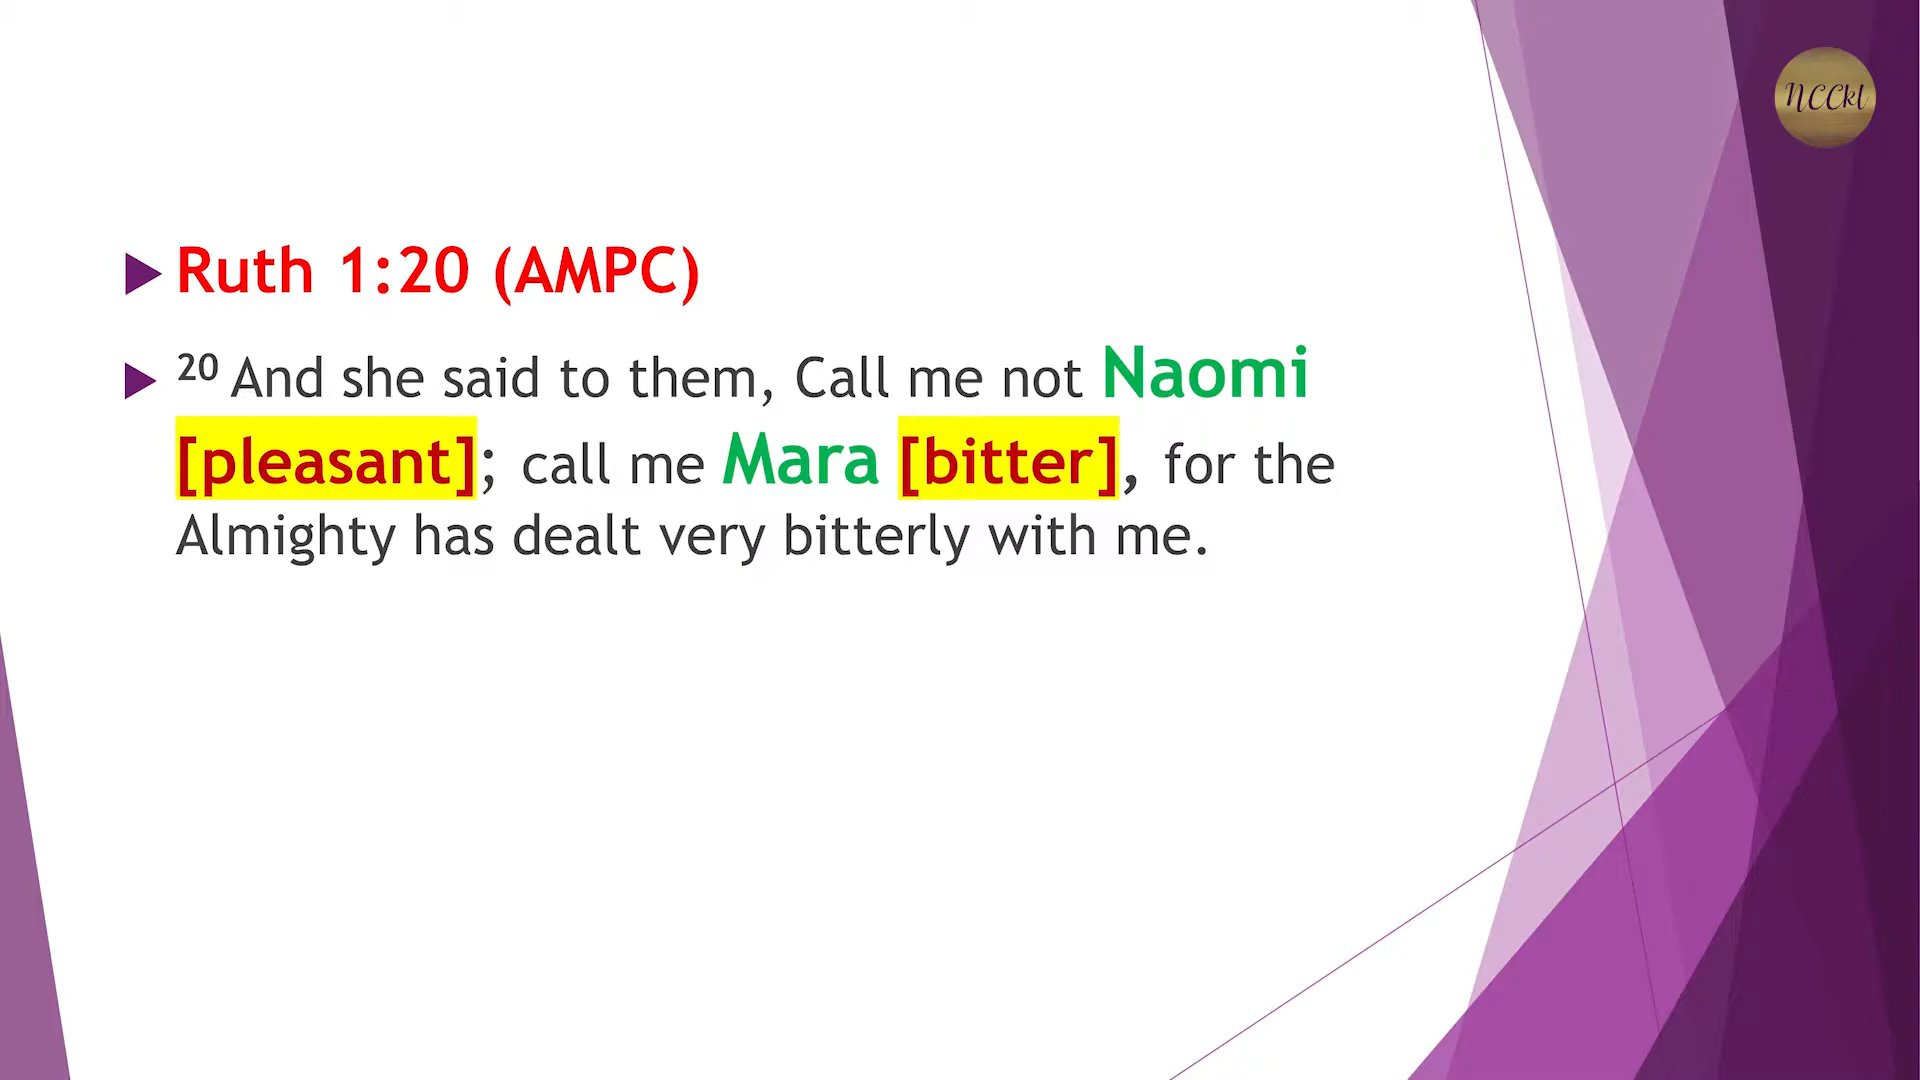 NCCkl
Ruth 1:20 (AMPC)
20 And she said to them, Call me not Naomi
[pleasant]; call me Mara [bitter], for the
Almighty has dealt very bitterly with me.